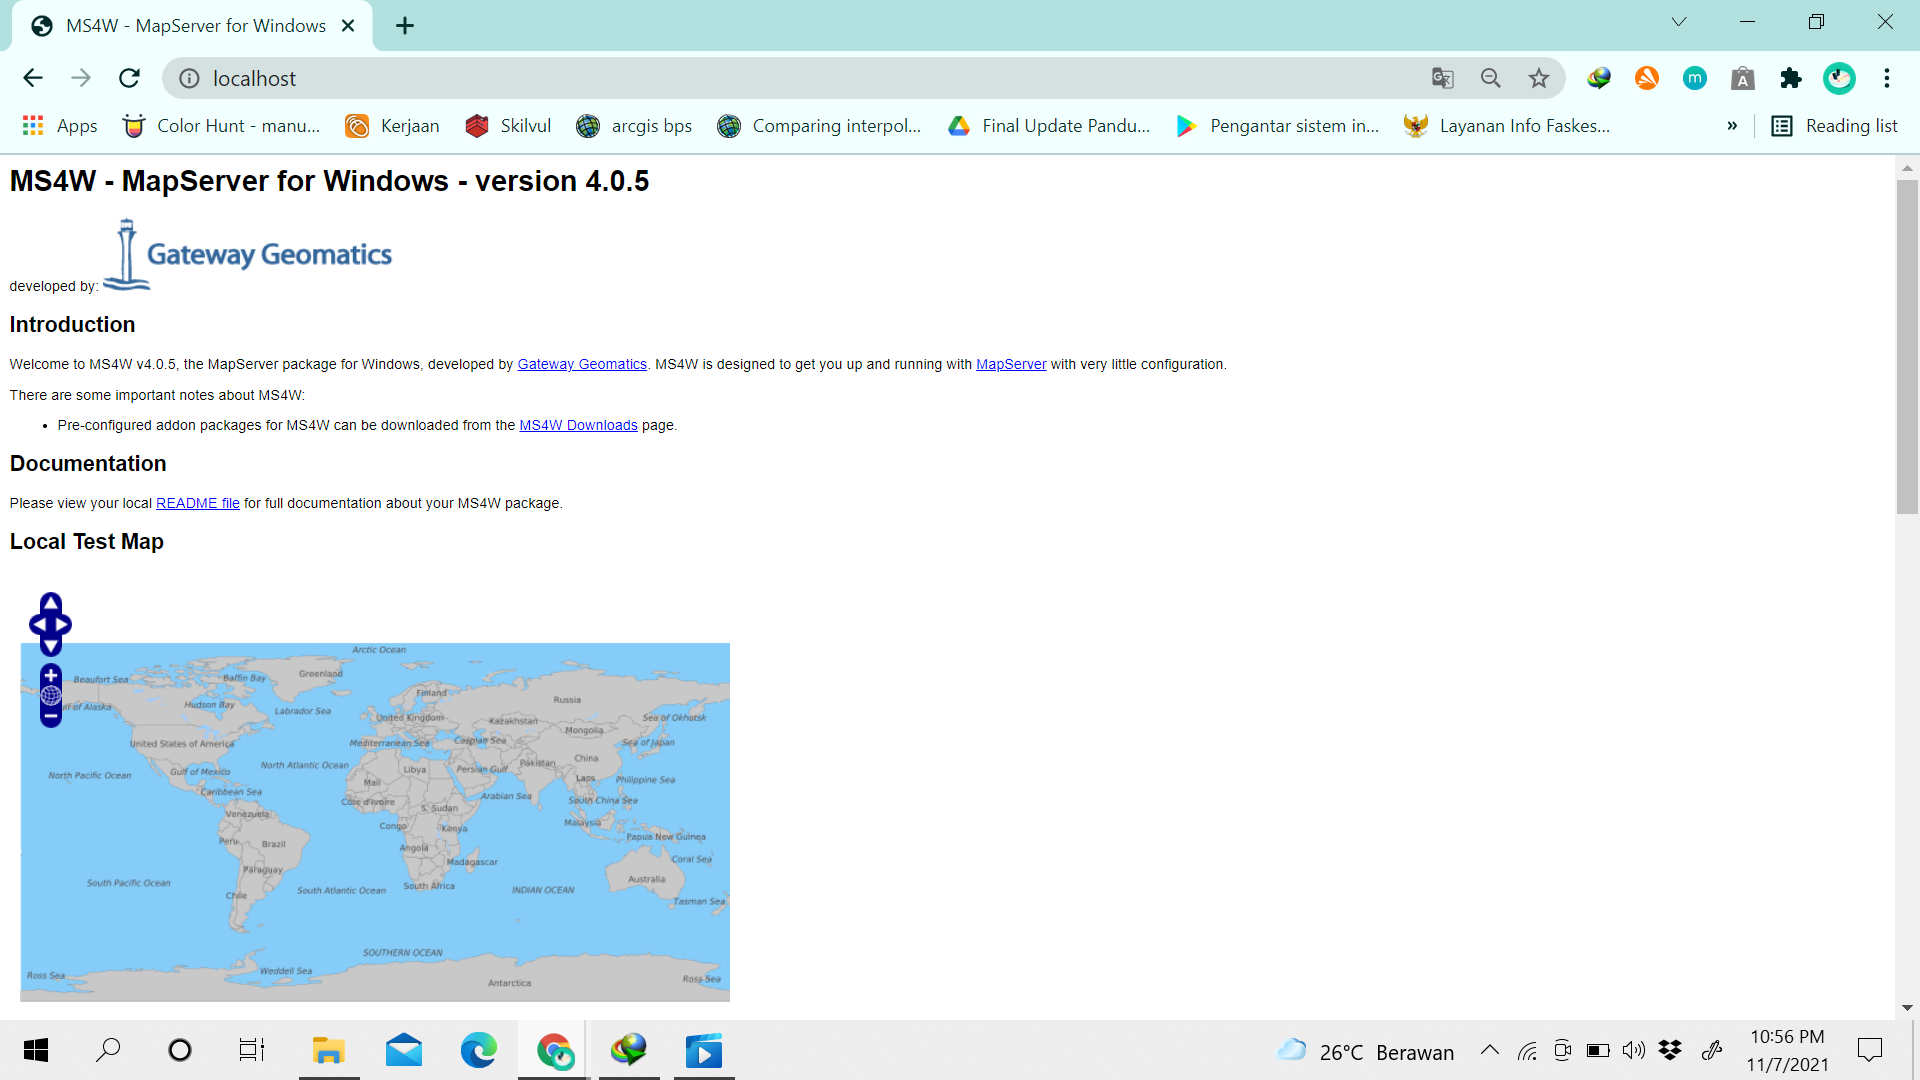 MS4W - MapServer for Windows
localhost
Apps
Color Hunt - manu...
Kerjaan
Skilvul
arcgis bps
Comparing interpol...
Final Update Pandu...
Pengantar sistem in...
Layanan Info Faskes...
»
Reading list
MS4W - MapServer for Windows - version 4.0.5
developed by: Gateway Geomatics
Introduction
Welcome to MS4W v4.0.5, the MapServer package for Windows, developed by Gateway Geomatics. MS4W is designed to get you up and running with MapServer with very little configuration.
There are some important notes about MS4W:
• Pre-configured addon packages for MS4W can be downloaded from the MS4W Downloads page.
Documentation
Please view your local README file for full documentation about your MS4W package.
Local Test Map
Arctic Ocean
Beaufort Sea
Baffin Bay
Greenland
Finland
Russia
Gulf of Alaska
Hudson Bay
Labrador Sea
United Kingdom
Kazakhstan
Sea of Okhotsk
Mongolia
United States of America
Mediterranean Sea
Caspian Sea
Sea of Japan
North Pacific Ocean
Gulf of Mexico
North Atlantic Ocean
Libya
Persian Gulf
Pakistan
China
Mali
Laos
Philippine Sea
Caribbean Sea
Côte d'Ivoire
S. Sudan
Arabian Sea
South China Sea
Venezuela
Congo
Kenya
Malaysia
Papua New Guinea
Peru
Brazil
Angola
Madagascar
Coral Sea
Paraguay
South Pacific Ocean
Chile
South Atlantic Ocean
South Africa
INDIAN OCEAN
Australia
Tasman Sea
SOUTHERN OCEAN
Ross Sea
Weddell Sea
Antarctica
Ross Sea
26°C Berawan
10:56 PM
11/7/2021